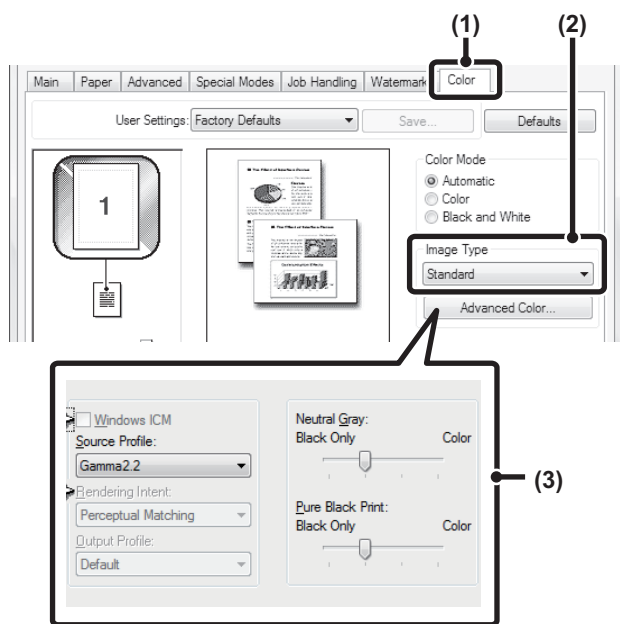 (1) (2)
Main Paper Advanced Special Modes Job Handling Watermark Color
User Settings: Factory Defaults Save... Defaults
Color Mode
Automatic
Color
Black and White
1
Image Type
Standard
Advanced Color...
Windows ICM
Source Profile:
Gamma2.2
Rendering Intent:
Perceptual Matching
Output Profile:
Default
Neutral Gray:
Black Only Color
Pure Black Print:
Black Only Color
(3)